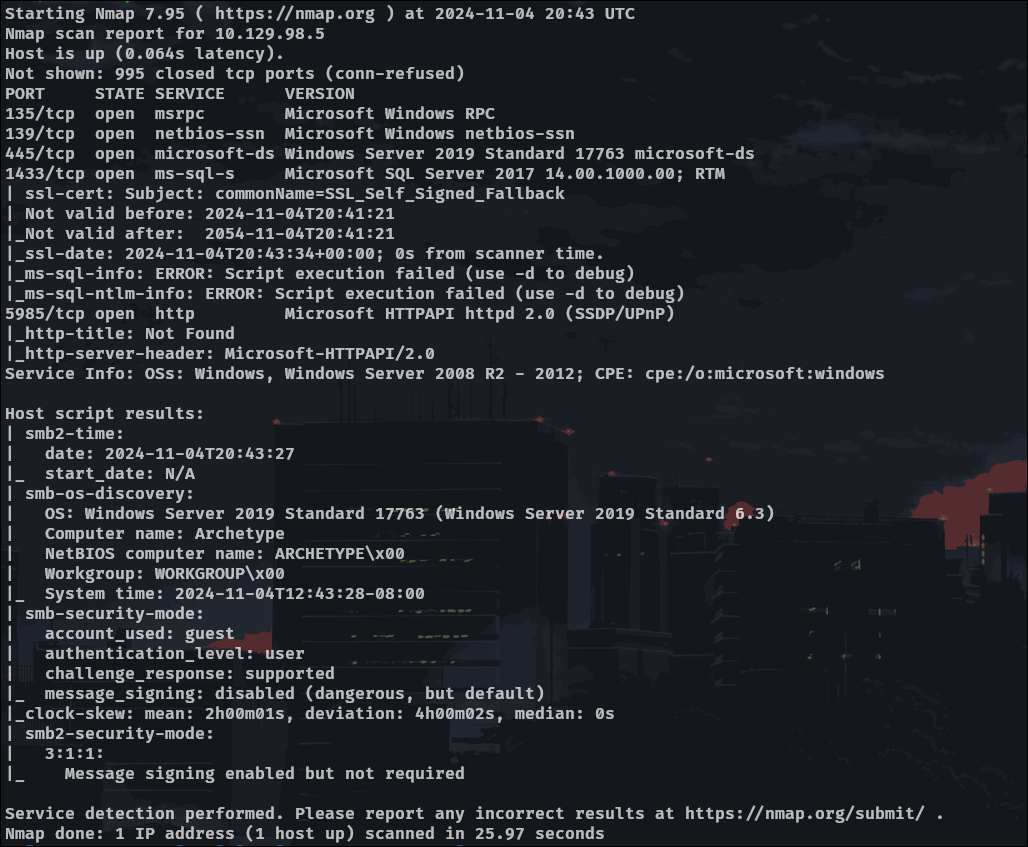 Starting Nmap 7.95 ( https://nmap.org ) at 2024-11-04 20:43 UTC
Nmap scan report for 10.129.98.5
Host is up (0.064s latency).
Not shown: 995 closed tcp ports (conn-refused)
PORT     STATE SERVICE      VERSION
135/tcp  open  msrpc        Microsoft Windows RPC
139/tcp  open  netbios-ssn  Microsoft Windows netbios-ssn
445/tcp  open  microsoft-ds Windows Server 2019 Standard 17763 microsoft-ds
1433/tcp open  ms-sql-s     Microsoft SQL Server 2017 14.00.1000.00; RTM
| ssl-cert: Subject: commonName=SSL_Self_Signed_Fallback
| Not valid before: 2024-11-04T20:41:21
|_Not valid after:  2054-11-04T20:41:21
|_ssl-date: 2024-11-04T20:43:34+00:00; 0s from scanner time.
|_ms-sql-info: ERROR: Script execution failed (use -d to debug)
|_ms-sql-ntlm-info: ERROR: Script execution failed (use -d to debug)
5985/tcp open  http         Microsoft HTTPAPI httpd 2.0 (SSDP/UPnP)
|_http-title: Not Found
|_http-server-header: Microsoft-HTTPAPI/2.0
Service Info: OSs: Windows, Windows Server 2008 R2 - 2012; CPE: cpe:/o:microsoft:windows

Host script results:
| smb2-time:
|   date: 2024-11-04T20:43:27
|_  start_date: N/A
| smb-os-discovery:
|   OS: Windows Server 2019 Standard 17763 (Windows Server 2019 Standard 6.3)
|   Computer name: Archetype
|   NetBIOS computer name: ARCHETYPE\x00
|   Workgroup: WORKGROUP\x00
|_  System time: 2024-11-04T12:43:28-08:00
| smb-security-mode:
|   account_used: guest
|   authentication_level: user
|   challenge_response: supported
|_  message_signing: disabled (dangerous, but default)
|_clock-skew: mean: 2h00m01s, deviation: 4h00m02s, median: 0s
| smb2-security-mode:
|   3:1:1:
|_    Message signing enabled but not required

Service detection performed. Please report any incorrect results at https://nmap.org/submit/ .
Nmap done: 1 IP address (1 host up) scanned in 25.97 seconds